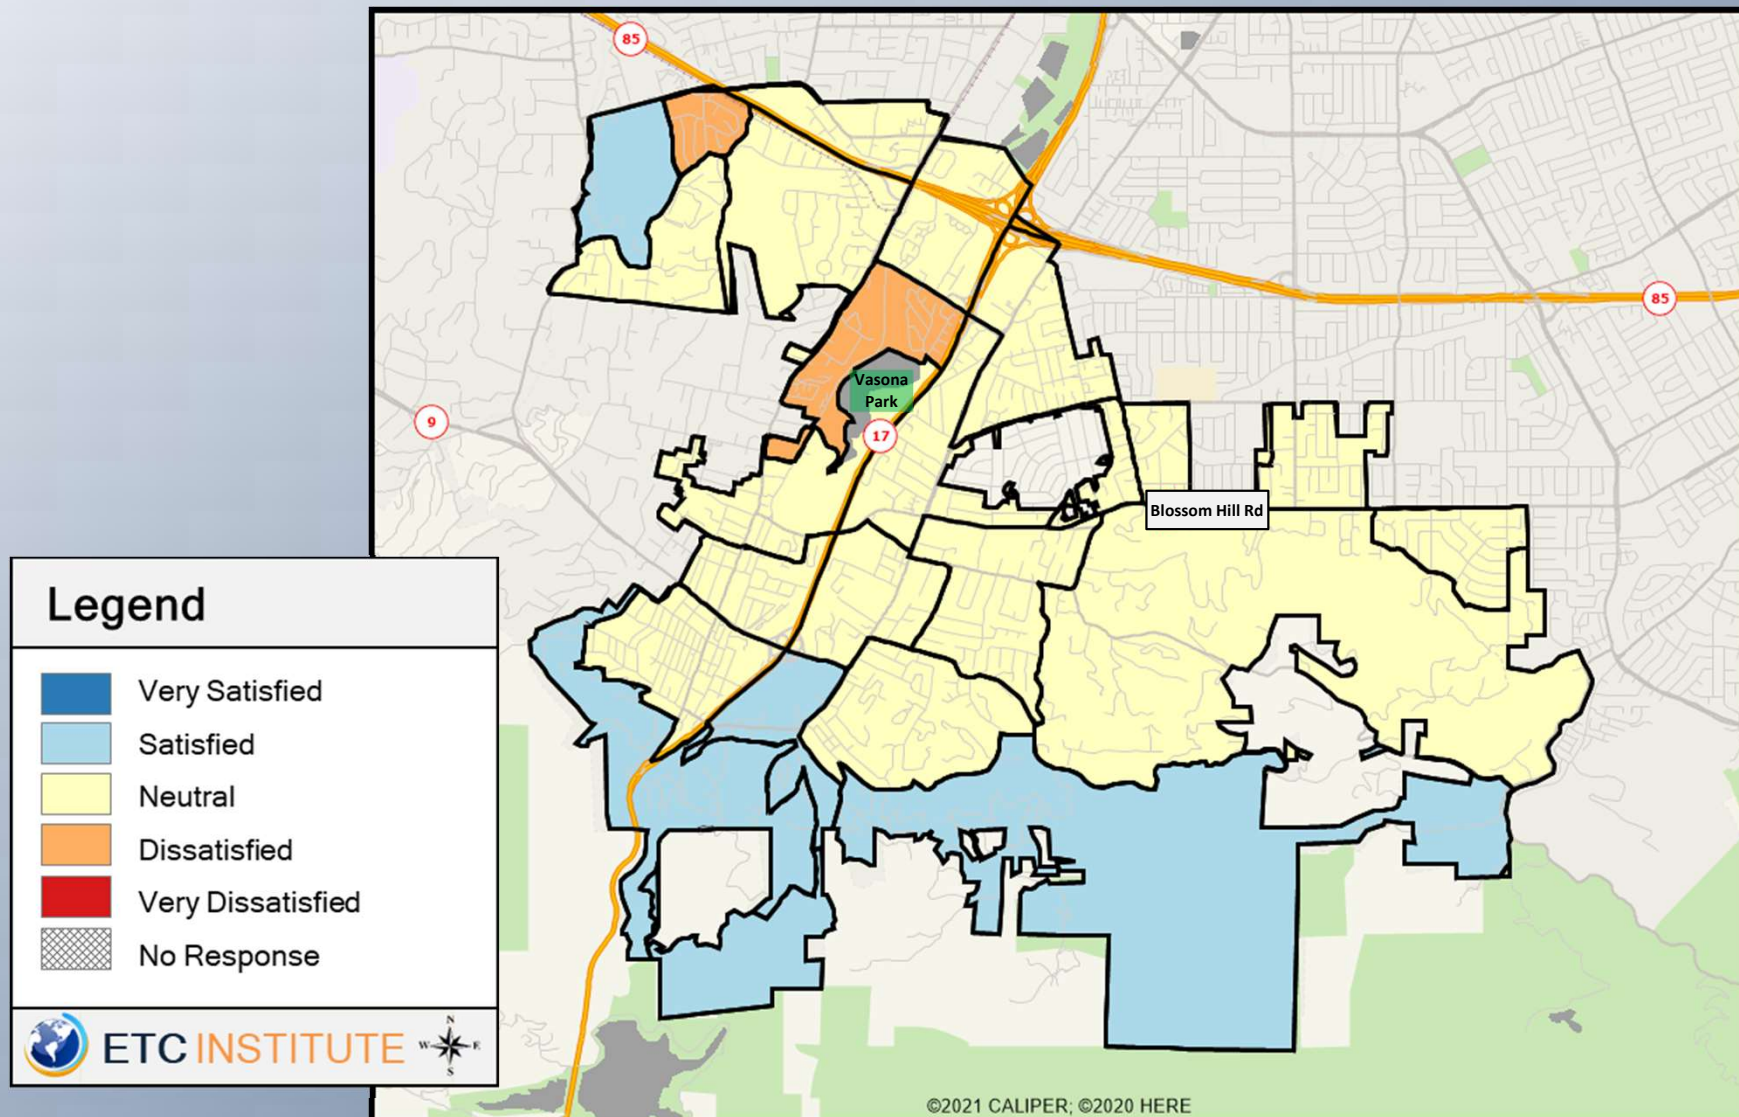 85
85
9
Vasona
Park
17
Blossom Hill Rd
Legend
Very Satisfied
Satisfied
Neutral
Dissatisfied
Very Dissatisfied
No Response
ETC INSTITUTE
N
W E
S
©2021 CALIPER; ©2020 HERE